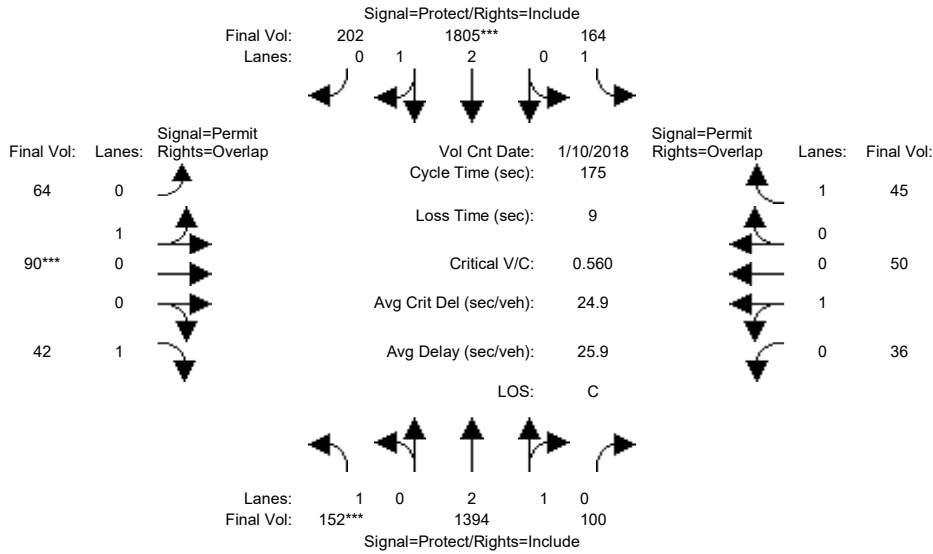 Signal=Protect/Rights=Include
Final Vol: 202 1805*** 164
Lanes: 0 1 2 0 1
Signal=Permit Signal=Permit
Final Vol: Lanes: Rights=Overlap Vol Cnt Date: 1/10/2018 Rights=Overlap Lanes: Final Vol:
Cycle Time (sec): 175
64 0 1 45
Loss Time (sec): 9
1 0
90*** 0 Critical V/C: 0.560 0 50
0 Avg Crit Del (sec/veh): 24.9 1
42 1 Avg Delay (sec/veh): 25.9 0 36
LOS: C
Lanes: 1 0 2 1 0
Final Vol: 152*** 1394 100
Signal=Protect/Rights=Include